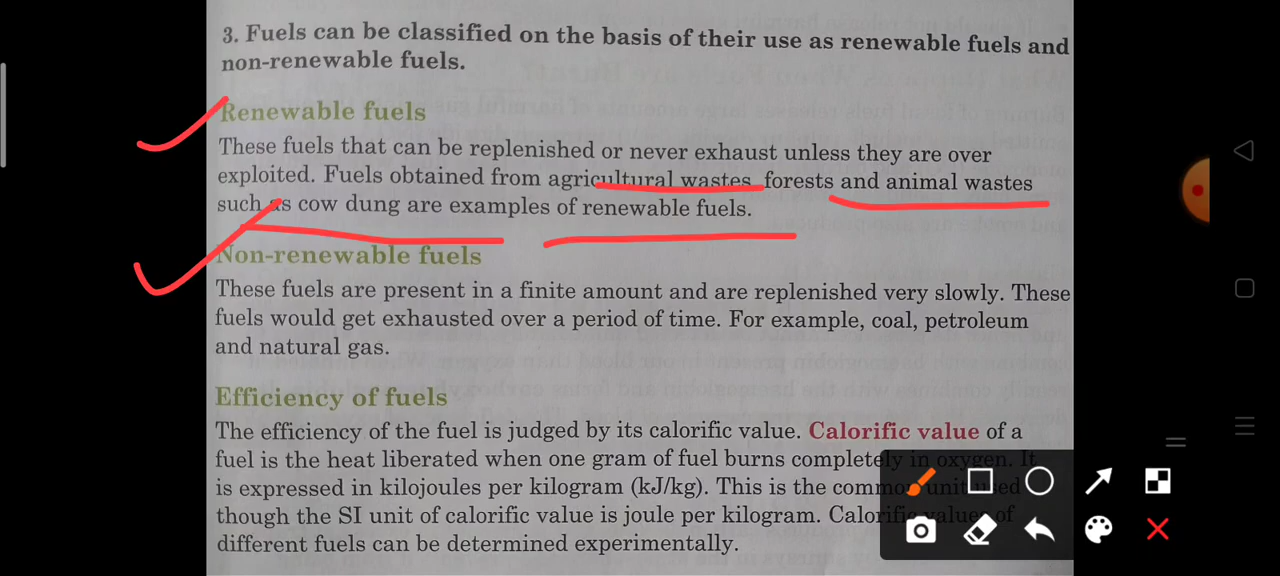 3. Fuels can be classified on the basis of their use as renewable fuels and
non-renewable fuels.
Renewable fuels
These fuels that can be replenished or never exhaust unless they are over
exploited. Fuels obtained from agricultural wastes, forests and animal wastes
such as cow dung are examples of renewable fuels.
Non-renewable fuels
These fuels are present in a finite amount and are replenished very slowly. These
fuels would get exhausted over a period of time. For example, coal, petroleum
and natural gas.
Efficiency of fuels
The efficiency of the fuel is judged by its calorific value. Calorific value of a
fuel is the heat liberated when one gram of fuel burns completely in oxygen. It
is expressed in kilojoules per kilogram (kJ/kg). This is the common unit used
though the SI unit of calorific value is joule per kilogram. Calorific values of
different fuels can be determined experimentally.